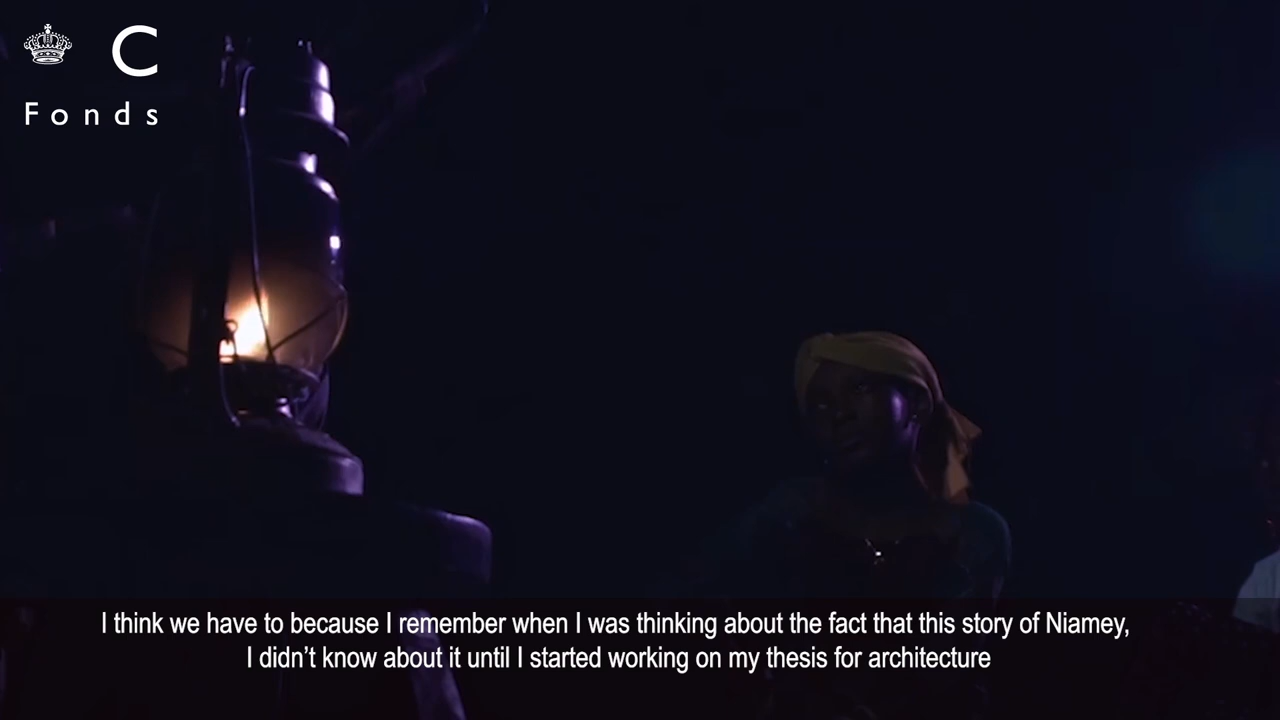 C
Fonds
I think we have to because I remember when I was thinking about the fact that this story of Niamey,
I didn’t know about it until I started working on my thesis for architecture